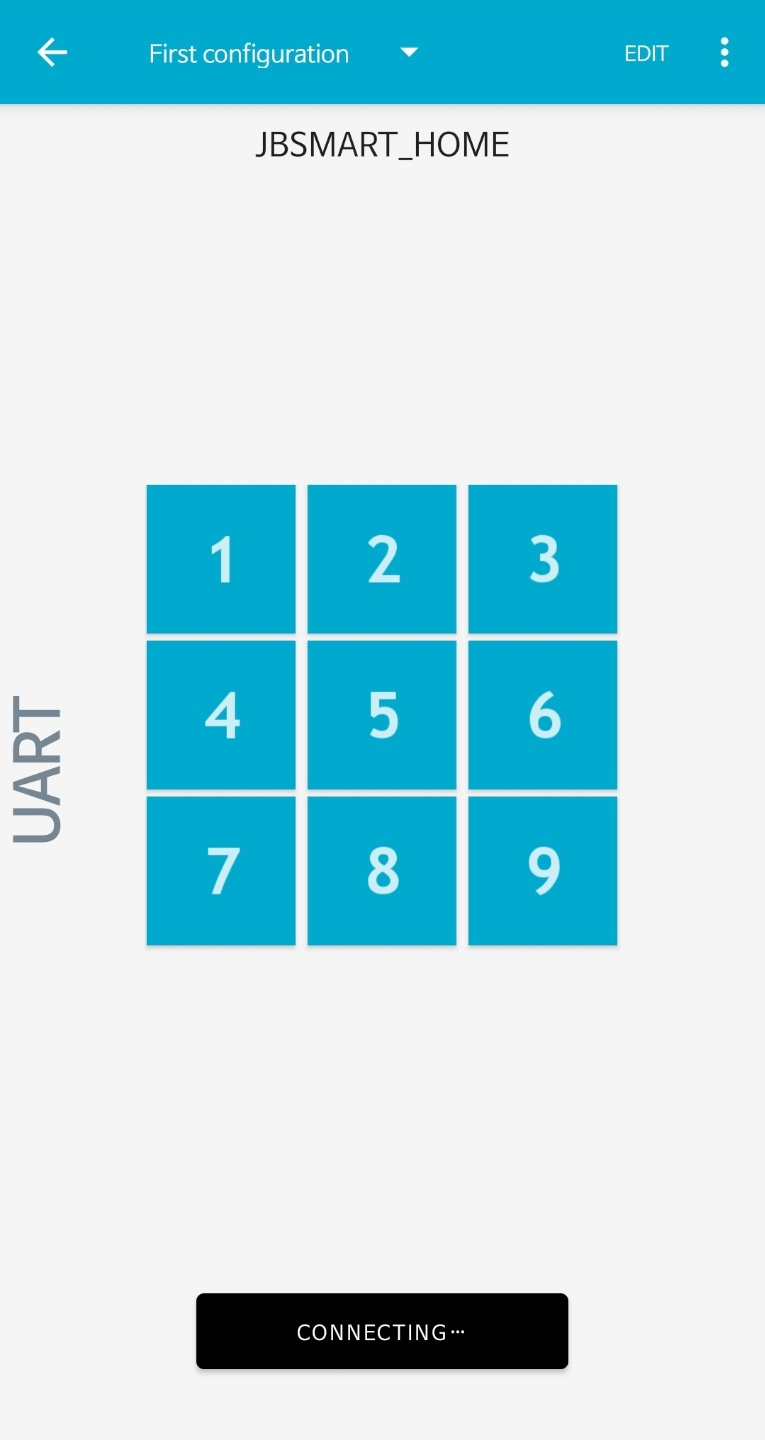 First configuration
EDIT
JBSMART_HOME
1 2 3
4 5 6
7 8 9
UART
CONNECTING…